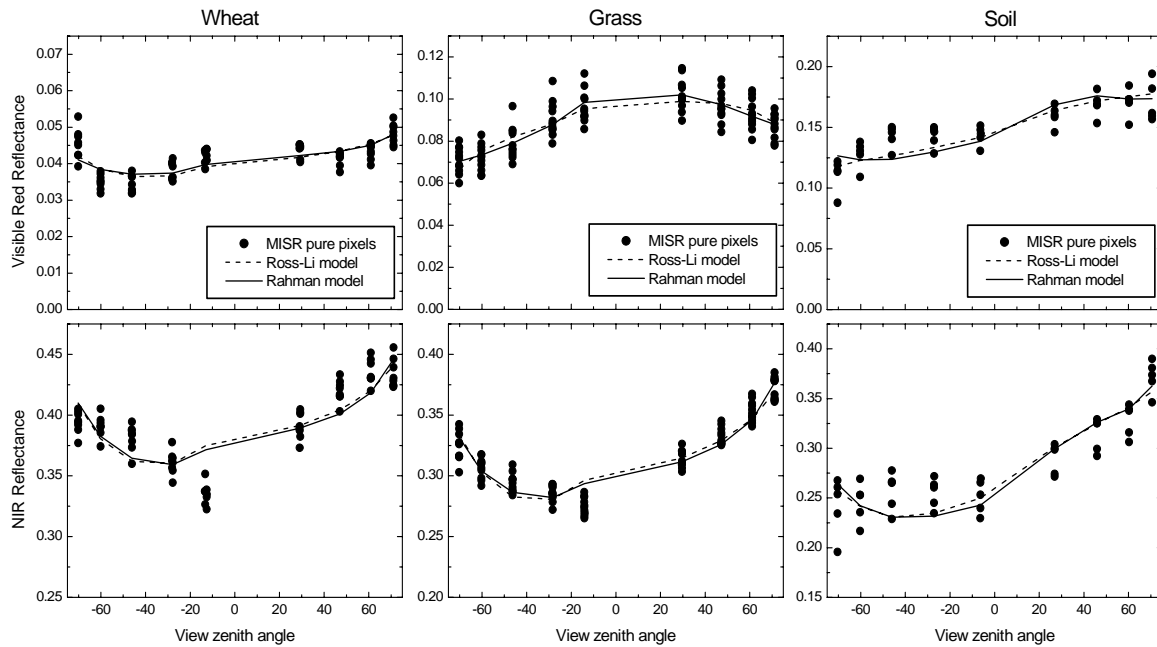 Wheat
Grass
Soil
Visible Red Reflectance
0.07
0.06
0.05
0.04
0.03
0.02
0.01
0.00
MISR pure pixels
Ross-Li model
Rahman model
0.12
0.10
0.08
0.06
0.04
0.02
0.00
MISR pure pixels
Ross-Li model
Rahman model
0.20
0.15
0.10
0.05
0.00
MISR pure pixels
Ross-Li model
Rahman model
NIR Reflectance
0.45
0.40
0.35
0.30
0.25
-60 -40 -20 0 20 40 60
View zenith angle
0.40
0.35
0.30
0.25
0.20
-60 -40 -20 0 20 40 60
View zenith angle
0.40
0.35
0.30
0.25
0.20
0.15
-60 -40 -20 0 20 40 60
View zenith angle